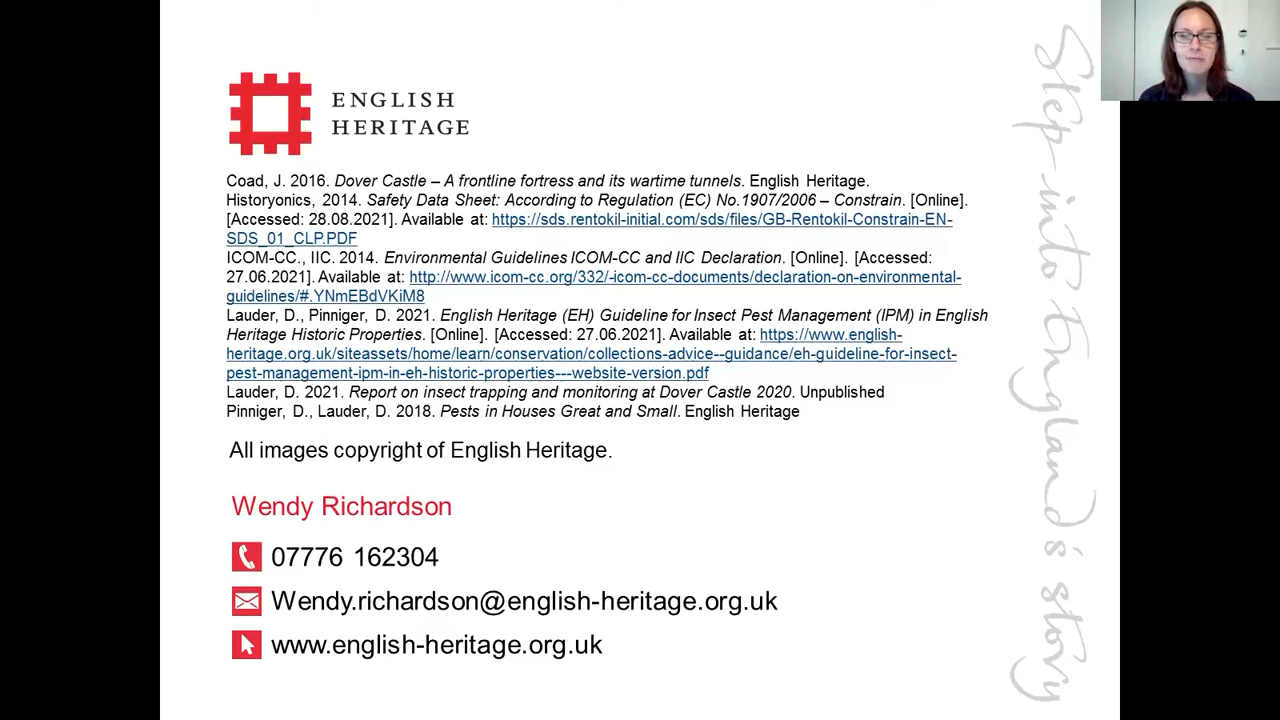 ENGLISH
HERITAGE
Coad, J. 2016. Dover Castle – A frontline fortress and its wartime tunnels. English Heritage.
Historyonics, 2014. Safety Data Sheet: According to Regulation (EC) No.1907/2006 – Constrain. [Online].
[Accessed: 28.08.2021]. Available at: https://sds.rentokil-initial.com/sds/files/GB-Rentokil-Constrain-EN-
SDS_01_CLP.PDF
ICOM-CC., IIC. 2014. Environmental Guidelines ICOM-CC and IIC Declaration. [Online]. [Accessed:
27.06.2021]. Available at: http://www.icom-cc.org/332/-icom-cc-documents/declaration-on-environmental-
guidelines/#.YNmEBdVKiM8
Lauder, D., Pinniger, D. 2021. English Heritage (EH) Guideline for Insect Pest Management (IPM) in English
Heritage Historic Properties. [Online]. [Accessed: 27.06.2021]. Available at: https://www.english-
heritage.org.uk/siteassets/home/learn/conservation/collections-advice--guidance/eh-guideline-for-insect-
pest-management-ipm-in-eh-historic-properties---website-version.pdf
Lauder, D. 2021. Report on insect trapping and monitoring at Dover Castle 2020. Unpublished
Pinniger, D., Lauder, D. 2018. Pests in Houses Great and Small. English Heritage
All images copyright of English Heritage.
Wendy Richardson
07776 162304
Wendy.richardson@english-heritage.org.uk
www.english-heritage.org.uk
Step into England's story